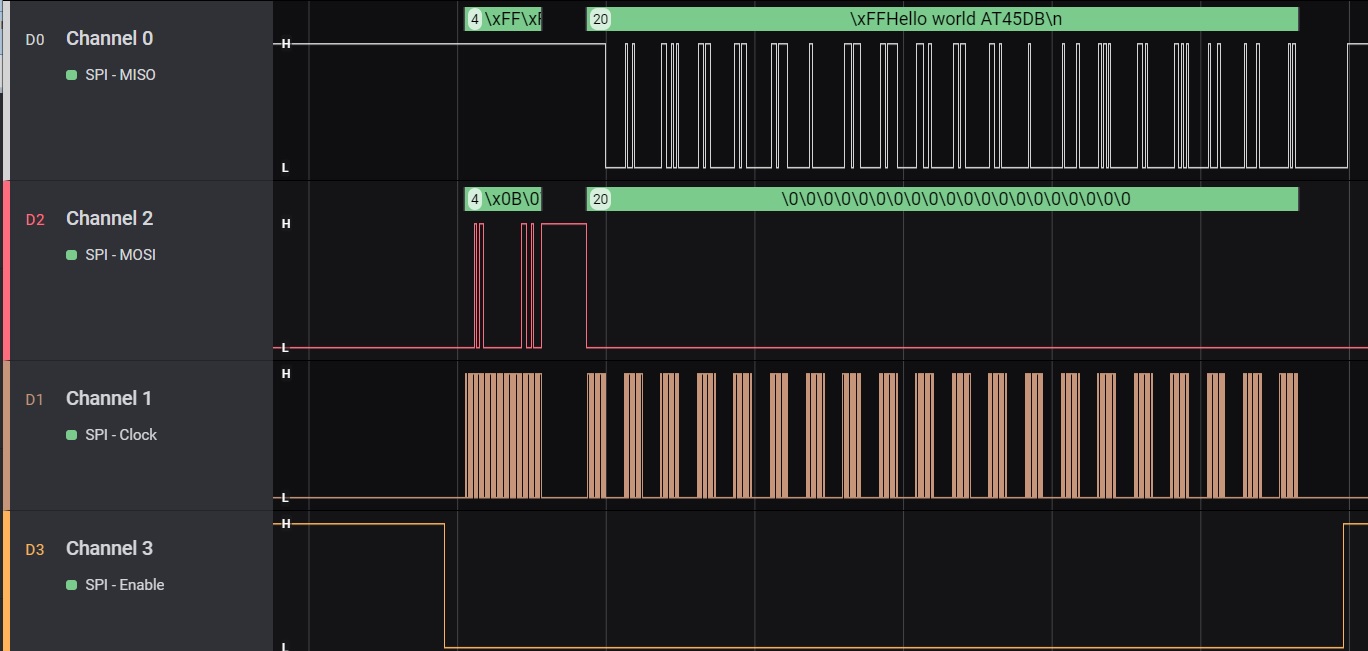 4 \xFF\xF
20 \xFFHello world AT45DB\n
D0 Channel 0
SPI - MISO
H
L
4 \x0B\0
20 \0\0\0\0\0\0\0\0\0\0\0\0\0\0\0\0\0\0\0\0
D2 Channel 2
SPI - MOSI
H
L
D1 Channel 1
SPI - Clock
H
L
D3 Channel 3
SPI - Enable
H
L